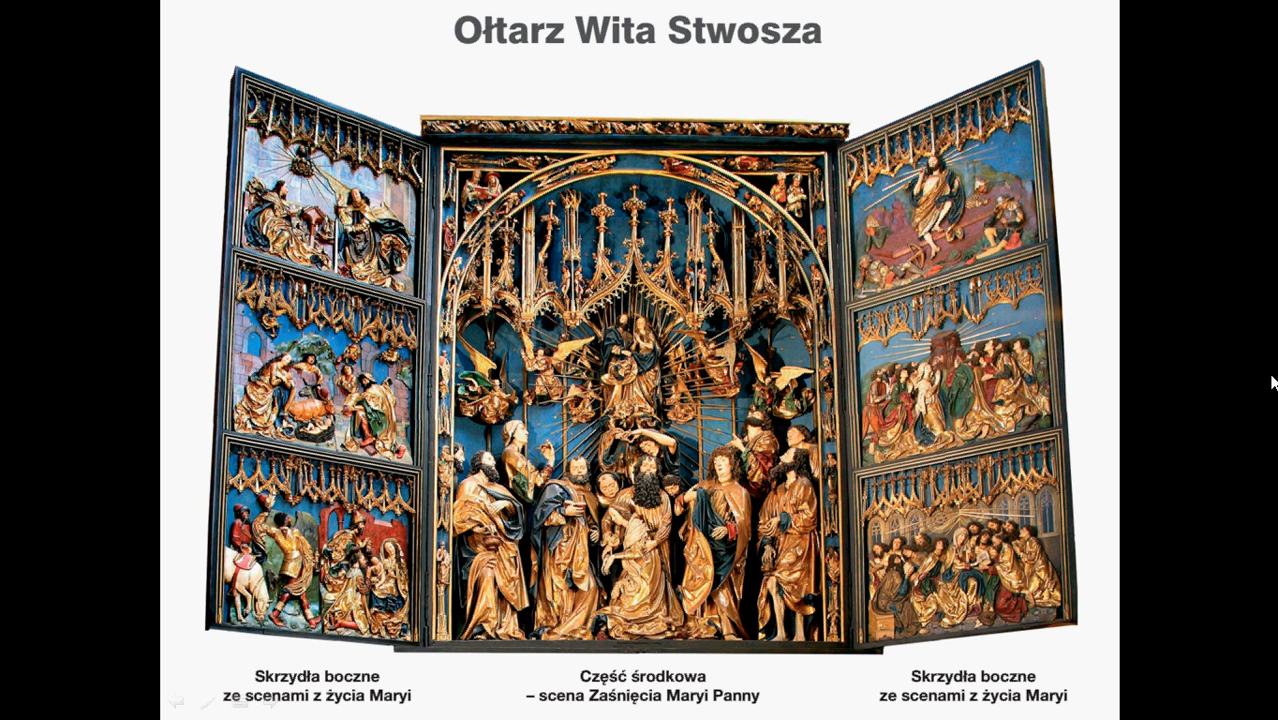 Ołtarz Wita Stwosza
Skrzydła boczne
ze scenami z życia Maryi
Część środkowa
– scena Zaśnięcia Maryi Panny
Skrzydła boczne
ze scenami z życia Maryi